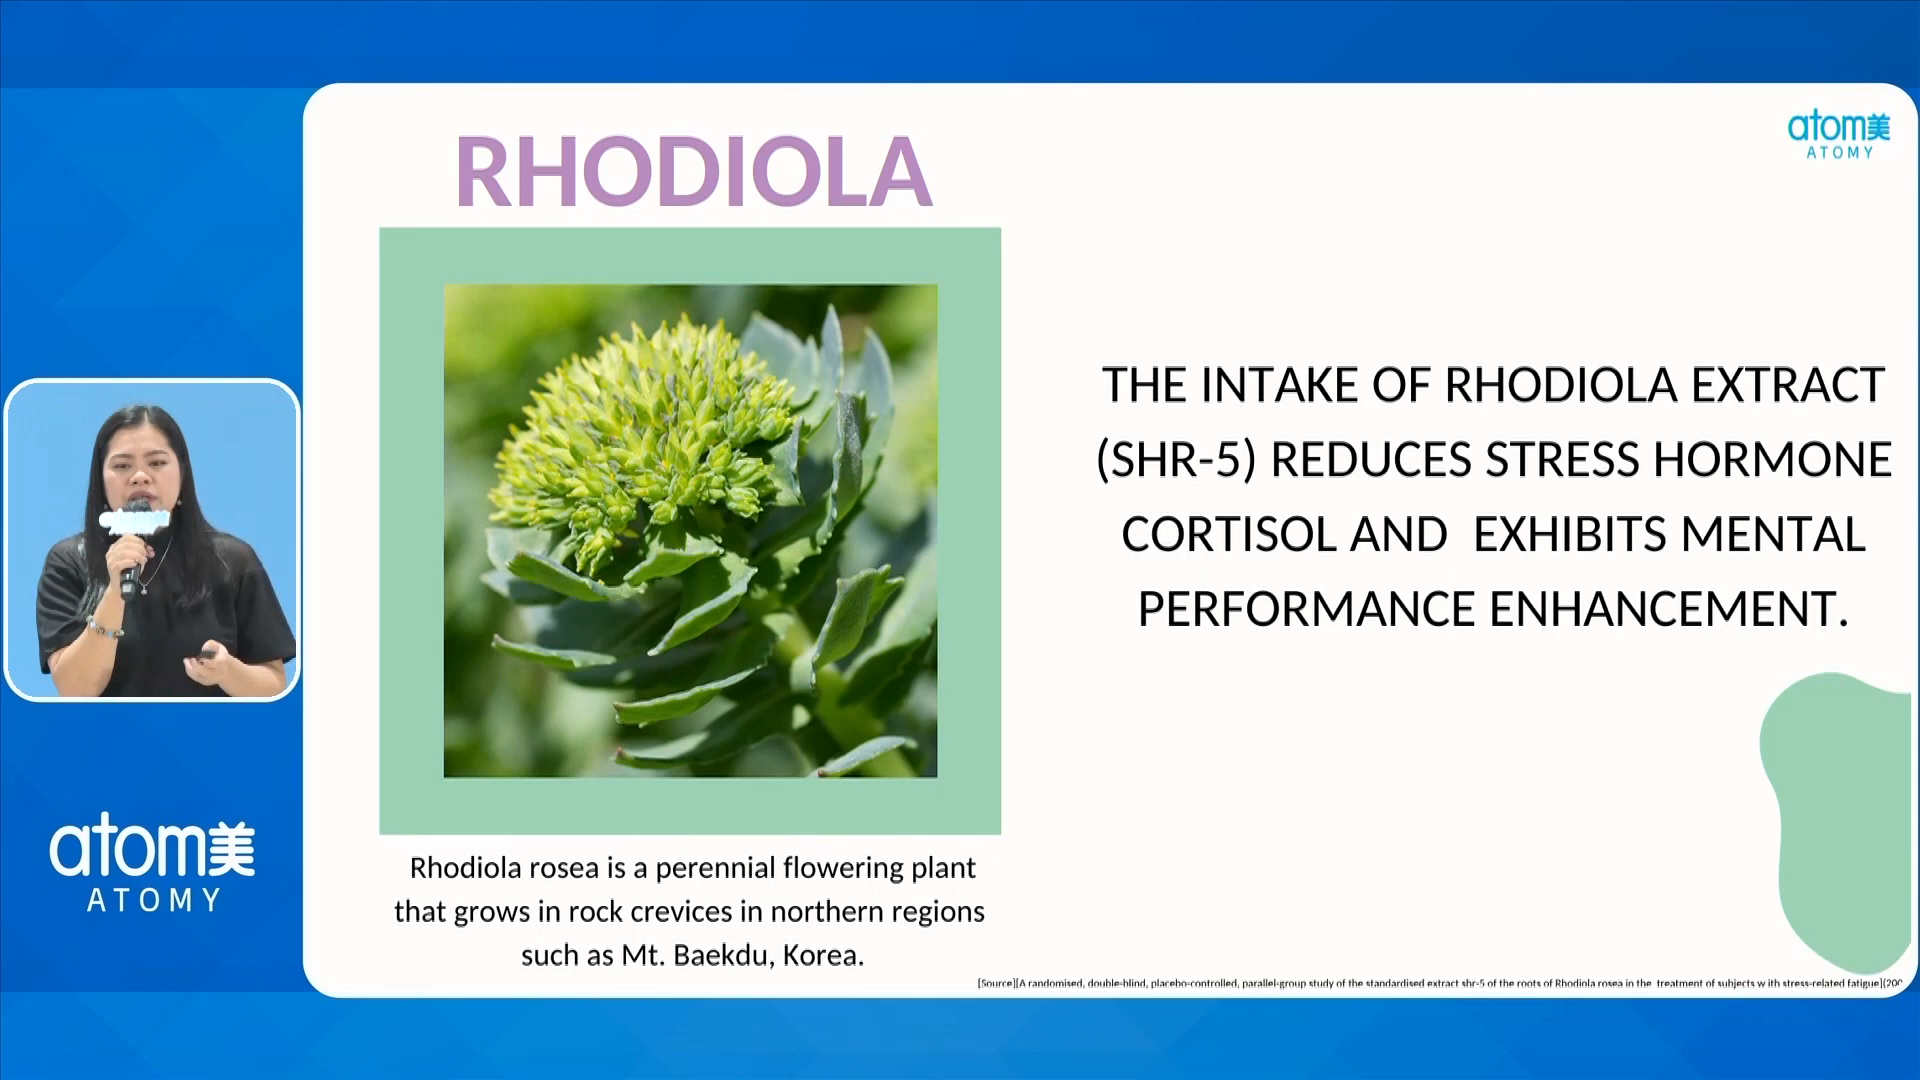 RHODIOLA
atom美
ATOMY
THE INTAKE OF RHODIOLA EXTRACT
(SHR-5) REDUCES STRESS HORMONE
CORTISOL AND EXHIBITS MENTAL
PERFORMANCE ENHANCEMENT.
atom美
ATOMY
Rhodiola rosea is a perennial flowering plant
that grows in rock crevices in northern regions
such as Mt. Baekdu, Korea.
[Source][A randomised, double-blind, placebo-controlled, parallel-group study of the standardised extract shr-5 of the roots of Rhodiola rosea in the treatment of subjects with stress-related fatigue](200